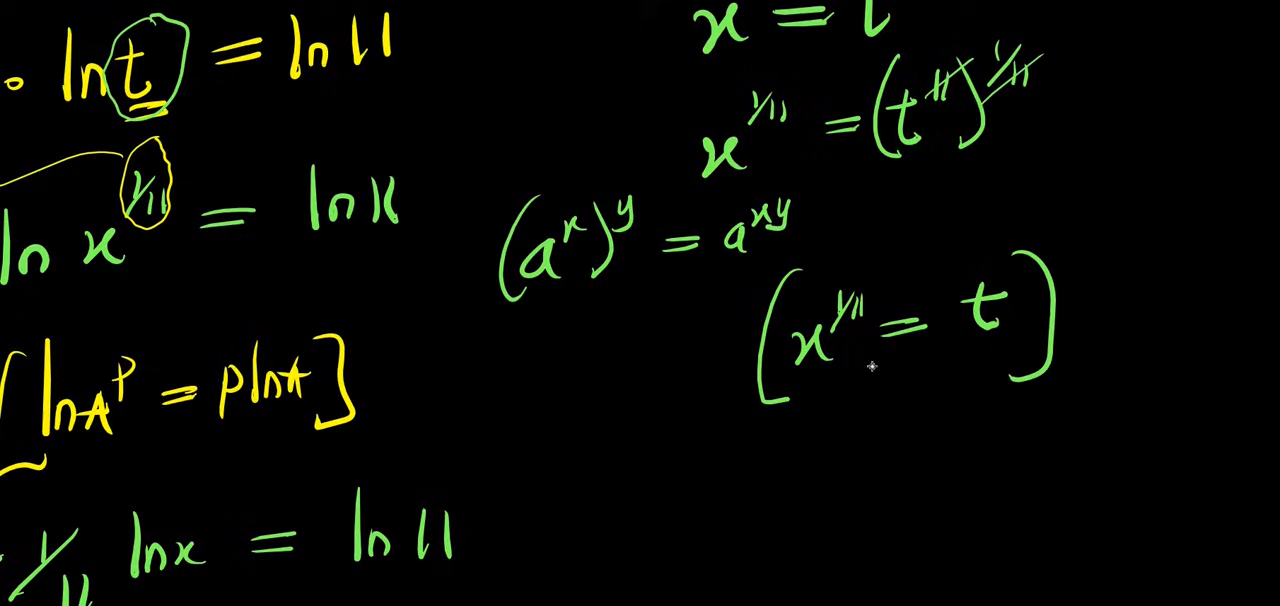 · ln t = ln 11
ln x^{1/11} = ln 11
[ln A^P = P ln A]
· 1/11 ln x = ln 11
x = t
x^{1/11} = (t^{11})^{1/11}
(a^x)^y = a^{xy}
[x^{1/11} = t]